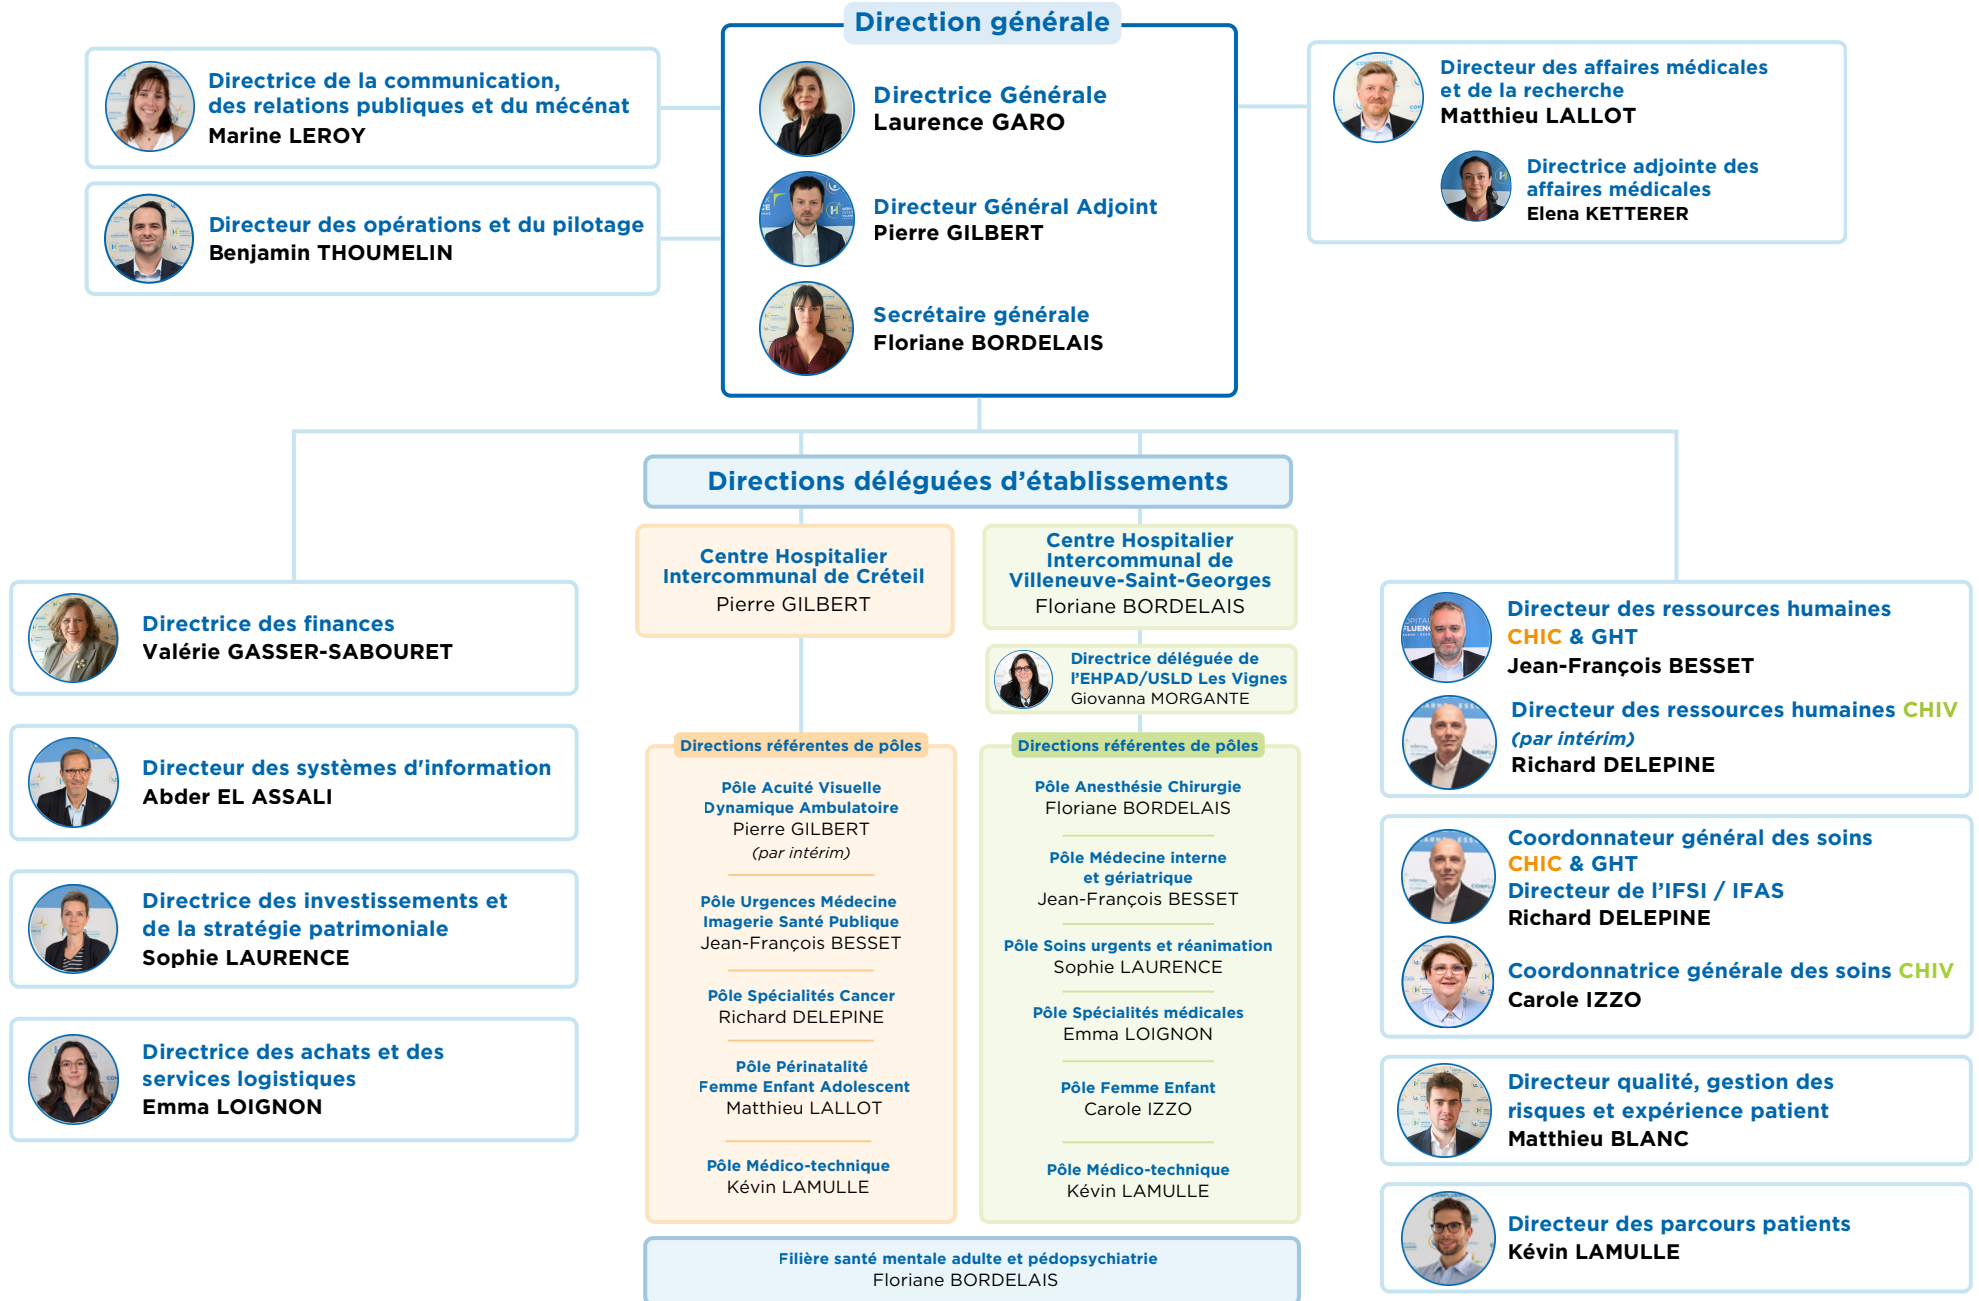 Direction générale
Directrice de la communication,
des relations publiques et du mécénat
Marine LEROY
Directeur des opérations et du pilotage
Benjamin THOUMELIN
Directrice Générale
Laurence GARO
Directeur Général Adjoint
Pierre GILBERT
Secrétaire générale
Floriane BORDELAIS
Directeur des affaires médicales
et de la recherche
Matthieu LALLOT
Directrice adjointe des
affaires médicales
Elena KETTERER
Directions déléguées d’établissements
Centre Hospitalier
Intercommunal de Créteil
Pierre GILBERT
Centre Hospitalier
Intercommunal de
Villeneuve-Saint-Georges
Floriane BORDELAIS
Directrice déléguée de
l’EHPAD/USLD Les Vignes
Giovanna MORGANTE
Directrice des finances
Valérie GASSER-SABOURET
Directeur des systèmes d'information
Abder EL ASSALI
Directrice des investissements et
de la stratégie patrimoniale
Sophie LAURENCE
Directrice des achats et des
services logistiques
Emma LOIGNON
Directions référentes de pôles
Pôle Acuité Visuelle
Dynamique Ambulatoire
Pierre GILBERT
(par intérim)
Pôle Urgences Médecine
Imagerie Santé Publique
Jean-François BESSET
Pôle Spécialités Cancer
Richard DELEPINE
Pôle Périnatalité
Femme Enfant Adolescent
Matthieu LALLOT
Pôle Médico-technique
Kévin LAMULLE
Directions référentes de pôles
Pôle Anesthésie Chirurgie
Floriane BORDELAIS
Pôle Médecine interne
et gériatrique
Jean-François BESSET
Pôle Soins urgents et réanimation
Sophie LAURENCE
Pôle Spécialités médicales
Emma LOIGNON
Pôle Femme Enfant
Carole IZZO
Pôle Médico-technique
Kévin LAMULLE
Filière santé mentale adulte et pédopsychiatrie
Floriane BORDELAIS
Directeur des ressources humaines
CHIC & GHT
Jean-François BESSET
Directeur des ressources humaines CHIV
(par intérim)
Richard DELEPINE
Coordonnateur général des soins
CHIC & GHT
Directeur de l’IFSI / IFAS
Richard DELEPINE
Coordonnatrice générale des soins CHIV
Carole IZZO
Directeur qualité, gestion des
risques et expérience patient
Matthieu BLANC
Directeur des parcours patients
Kévin LAMULLE